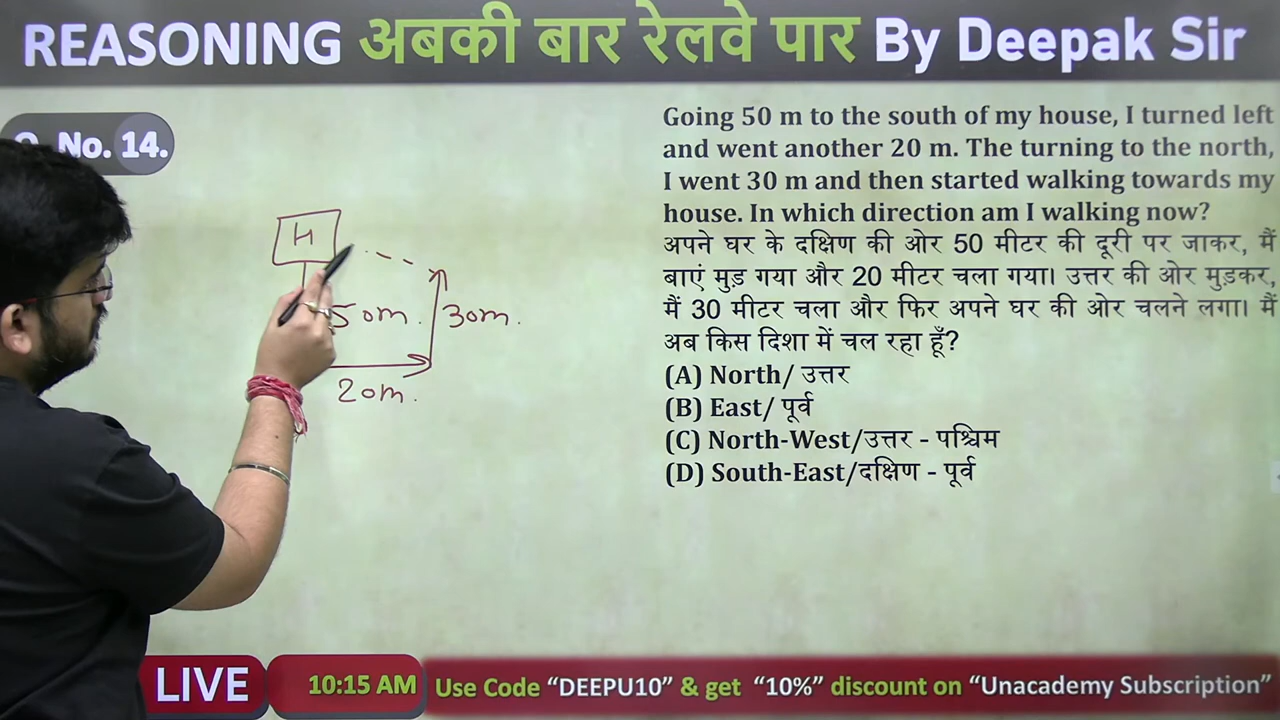 REASONING अबकी बार रेलवे पार By Deepak Sir
No. 14.
Going 50 m to the south of my house, I turned left
and went another 20 m. The turning to the north,
I went 30 m and then started walking towards my
house. In which direction am I walking now?
अपने घर के दक्षिण की ओर 50 मीटर की दूरी पर जाकर, मैं
बाएं मुड़ गया और 20 मीटर चला गया। उत्तर की ओर मुड़कर,
मैं 30 मीटर चला और फिर अपने घर की ओर चलने लगा। मैं
अब किस दिशा में चल रहा हूँ?
(A) North/ उत्तर
(B) East/ पूर्व
(C) North-West/उत्तर - पश्चिम
(D) South-East/दक्षिण - पूर्व
H
50m.
30m.
20m.
LIVE
10:15 AM
Use Code “DEEPU10” & get “10%” discount on “Unacademy Subscription”